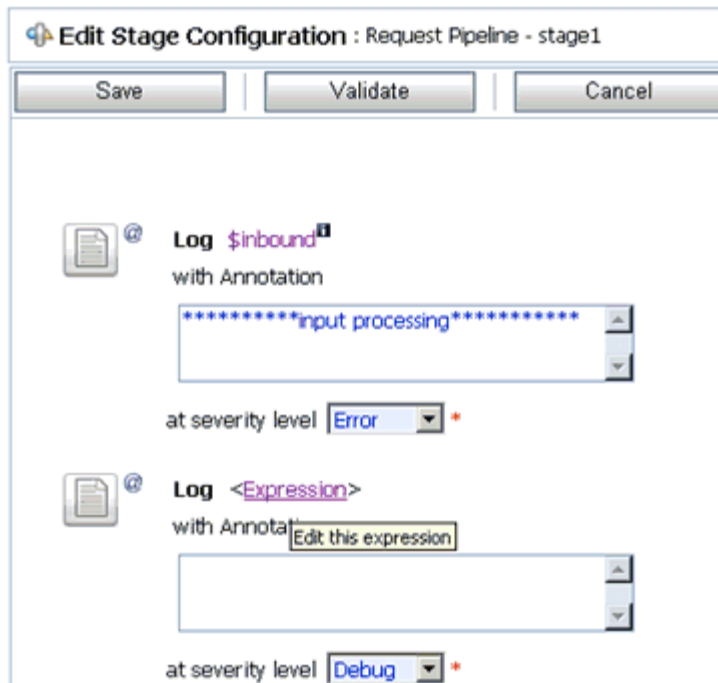 Edit Stage Configuration : Request Pipeline - stage1
Save Validate Cancel
@ Log $inbound i
with Annotation
**********input processing***********
at severity level Error *
@ Log <Expression>
with Annotati
Edit this expression
at severity level Debug *